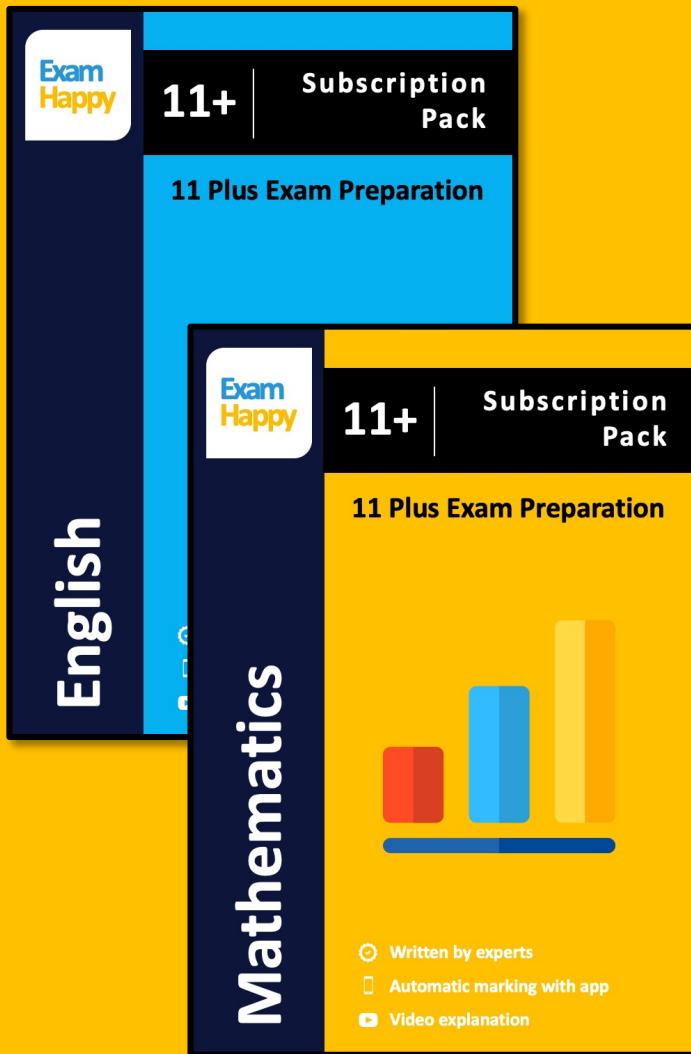 Exam
Happy
11+
Subscription
Pack
11 Plus Exam Preparation
English
Exam
Happy
11+
Subscription
Pack
11 Plus Exam Preparation
Mathematics
Written by experts
Automatic marking with app
Video explanation